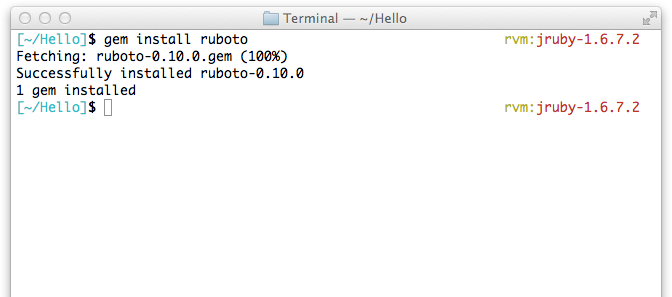 Terminal — ~/Hello
[~/Hello]$ gem install ruboto rvm:jruby-1.6.7.2
Fetching: ruboto-0.10.0.gem (100%)
Successfully installed ruboto-0.10.0
1 gem installed
[~/Hello]$ rvm:jruby-1.6.7.2